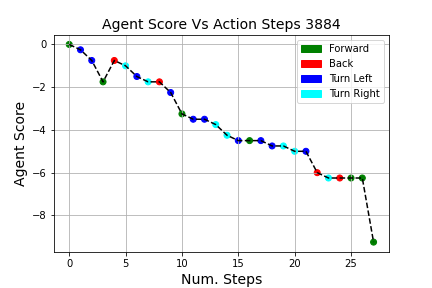 Agent Score Vs Action Steps 3884
Agent Score
0
−2
−4
−6
−8
Forward
Back
Turn Left
Turn Right
0 5 10 15 20 25
Num. Steps